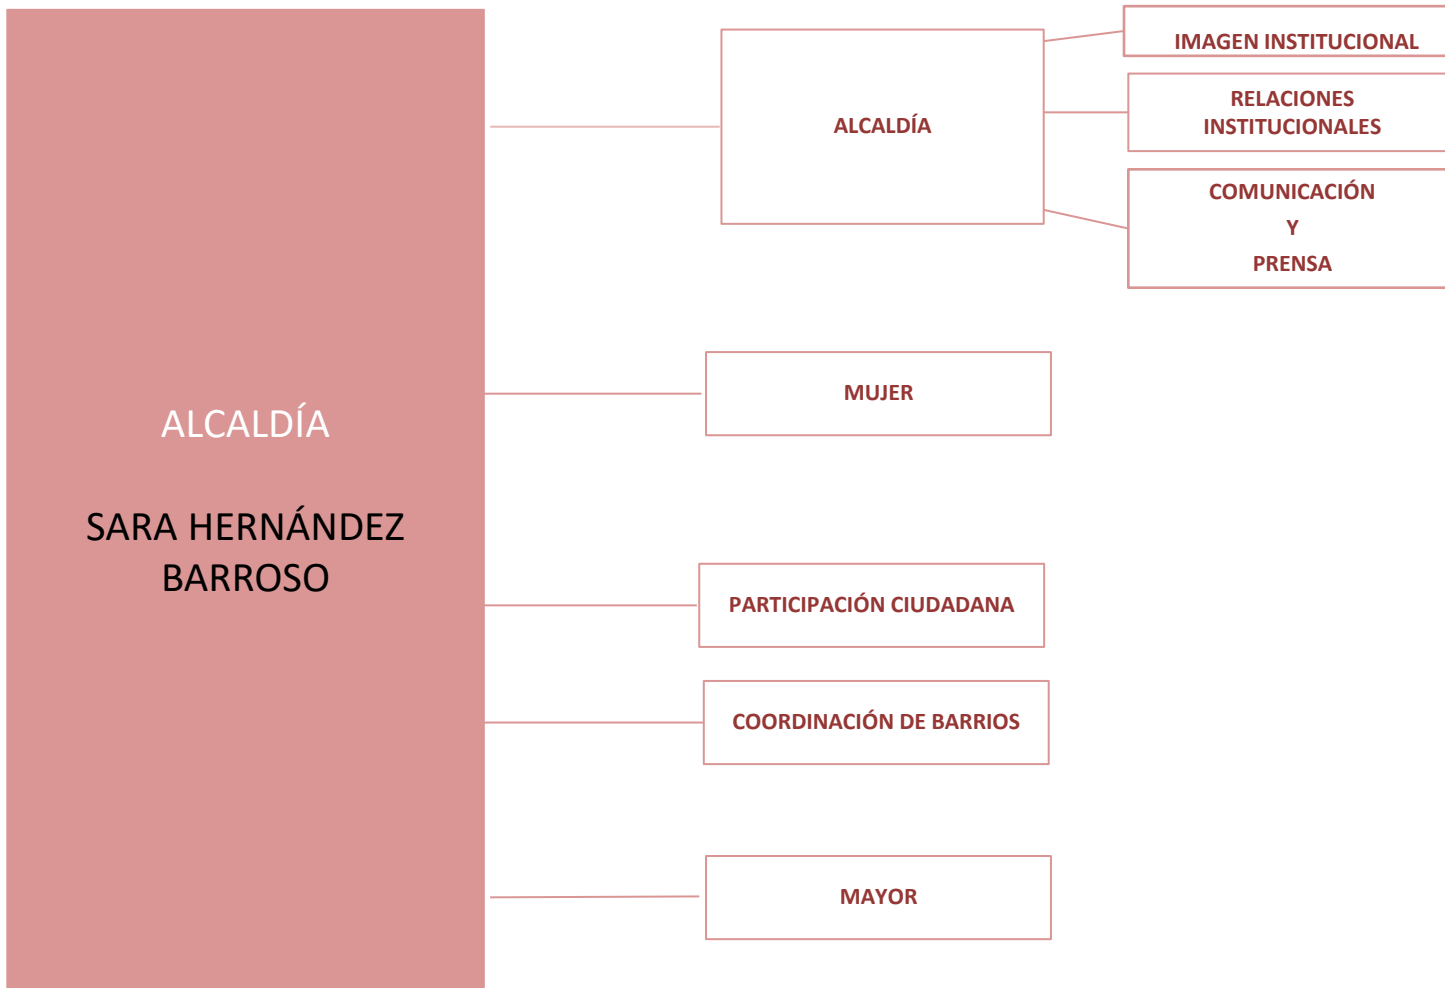 ALCALDÍA
SARA HERNÁNDEZ
BARROSO
ALCALDÍA
IMAGEN INSTITUCIONAL
RELACIONES
INSTITUCIONALES
COMUNICACIÓN
Y
PRENSA
MUJER
PARTICIPACIÓN CIUDADANA
COORDINACIÓN DE BARRIOS
MAYOR